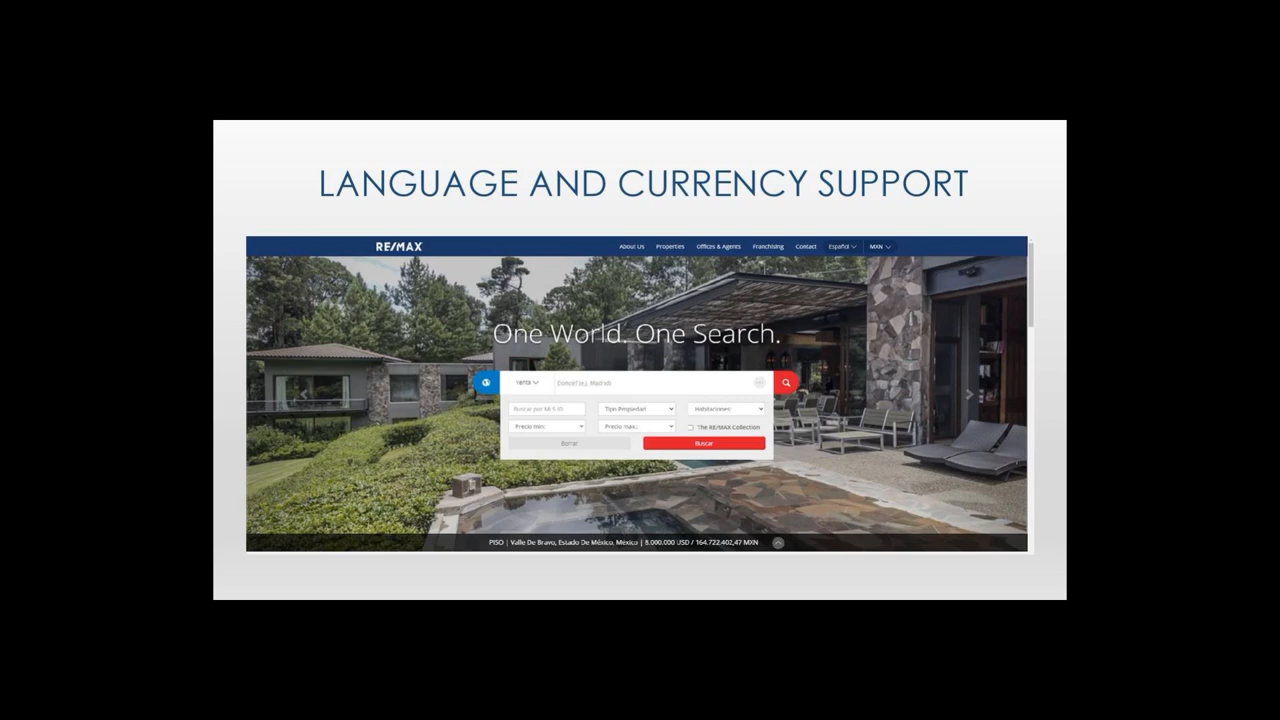 LANGUAGE AND CURRENCY SUPPORT
RE/MAX
About Us Properties Offices & Agents Franchising Contact Español MXN
One World. One Search.
Venta Donde? (e.j. Madrid)
Tipo Propiedad Habitaciones
Precio min: Precio max.: The RE/MAX Collection
Borrar Buscar
PISO | Valle De Bravo, Estado De México, México | 8.000.000 USD / 164.722.402,47 MXN